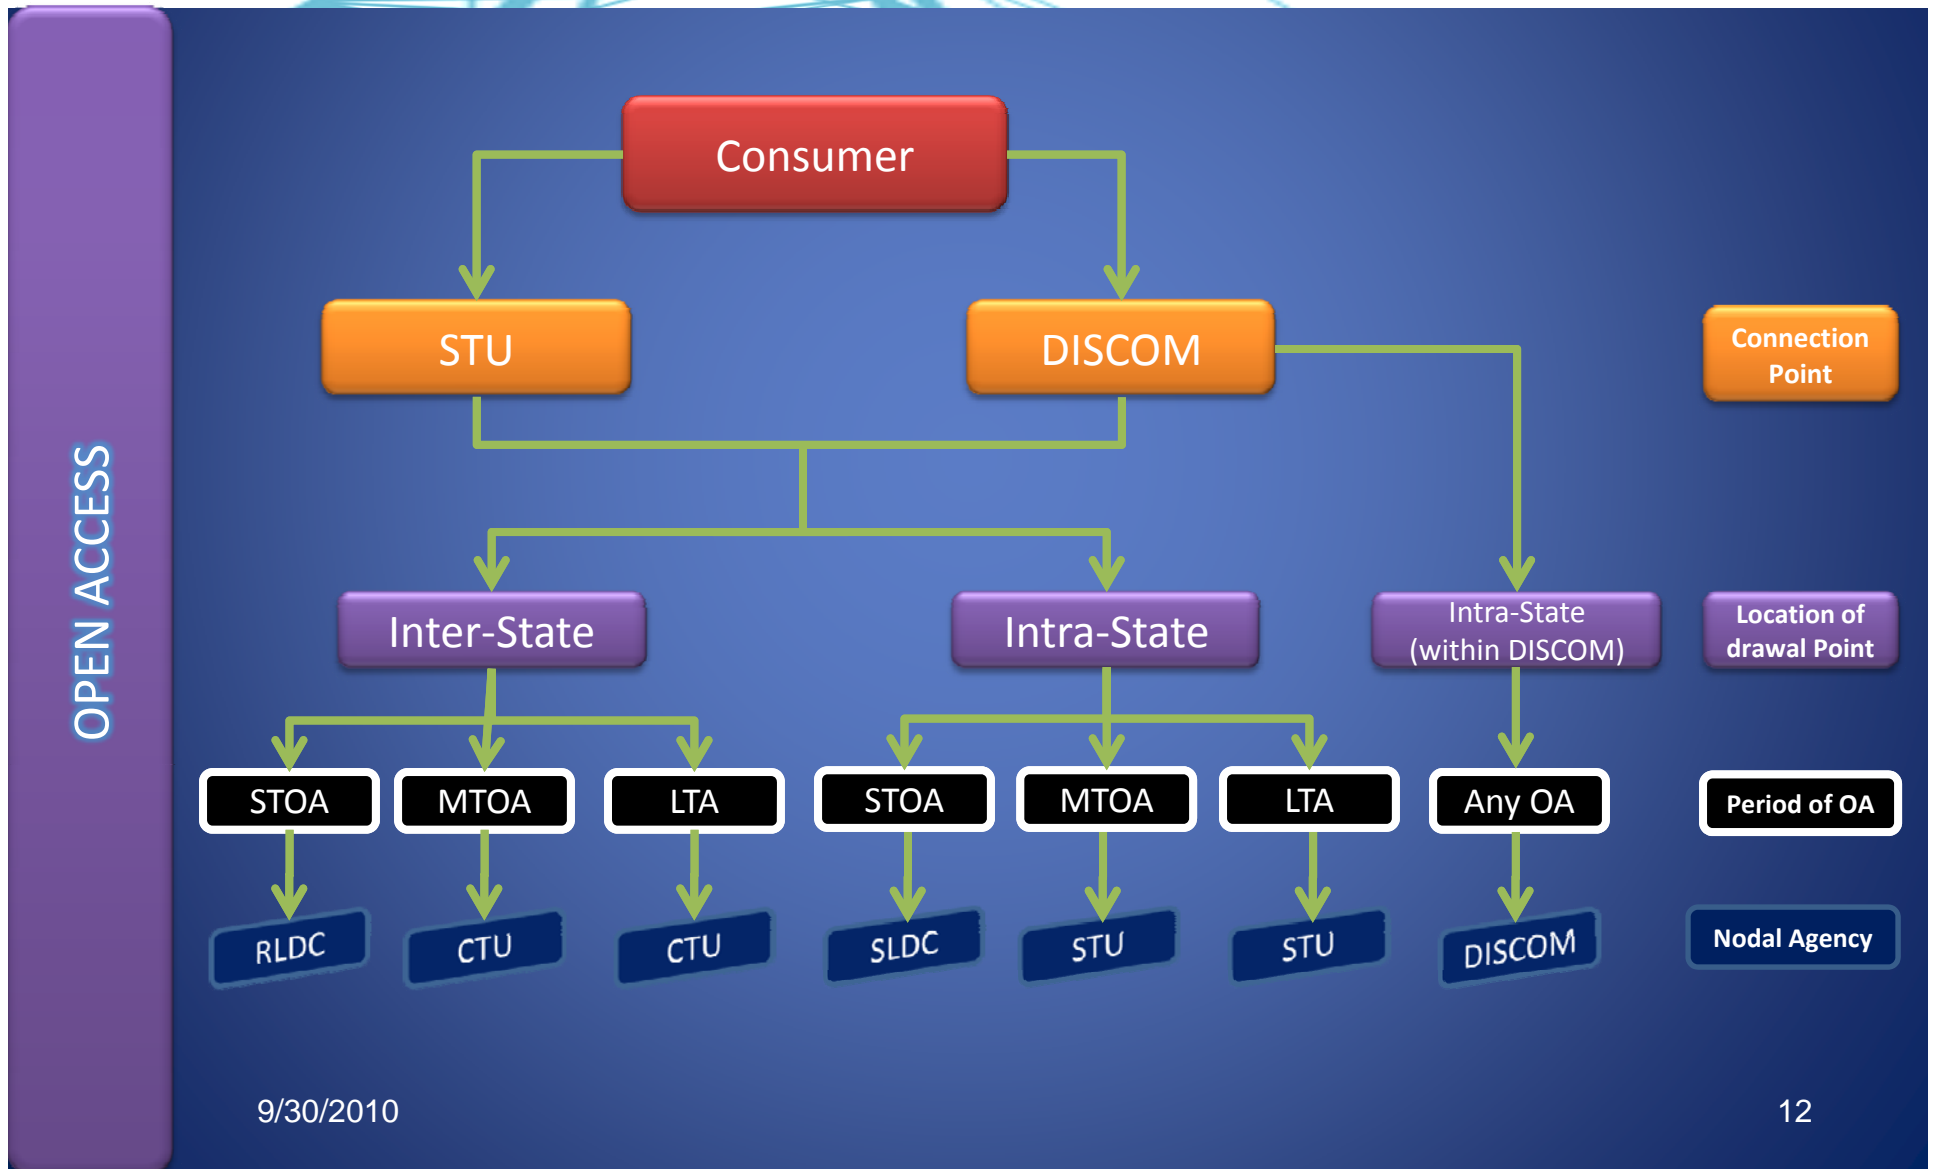 OPEN ACCESS
Consumer
STU
DISCOM
Connection
Point
Inter-State
Intra-State
Intra-State
(within DISCOM)
Location of
drawal Point
STOA
MTOA
LTA
STOA
MTOA
LTA
Any OA
Period of OA
RLDC
CTU
CTU
SLDC
STU
STU
DISCOM
Nodal Agency
9/30/2010
12